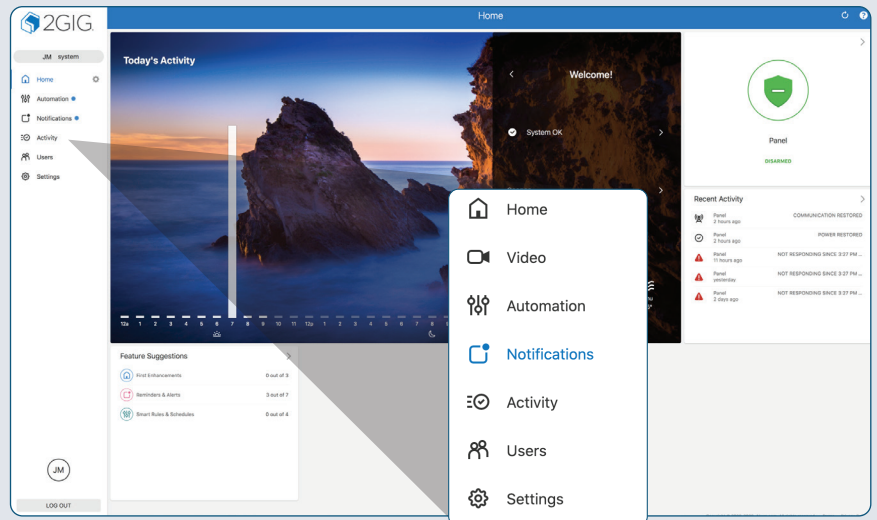 2GIG
Home
JM system
Home
Automation
Notifications
Activity
Users
Settings
JM
LOG OUT
Today's Activity
12a 1 2 3 4 5 6 7 8 9 10 11 12p 1 2 3 4 5 6 7 8
Welcome!
System OK
Panel
DISARMED
Recent Activity
Panel COMMUNICATION RESTORED
2 hours ago
Panel POWER RESTORED
2 hours ago
Panel NOT RESPONDING SINCE 3:27 PM ...
11 hours ago
Panel NOT RESPONDING SINCE 3:27 PM ...
yesterday
Panel NOT RESPONDING SINCE 3:27 PM ...
2 days ago
Feature Suggestions
First Enhancements 0 out of 3
Reminders & Alerts 3 out of 7
Smart Rules & Schedules 0 out of 4
Home
Video
Automation
Notifications
Activity
Users
Settings